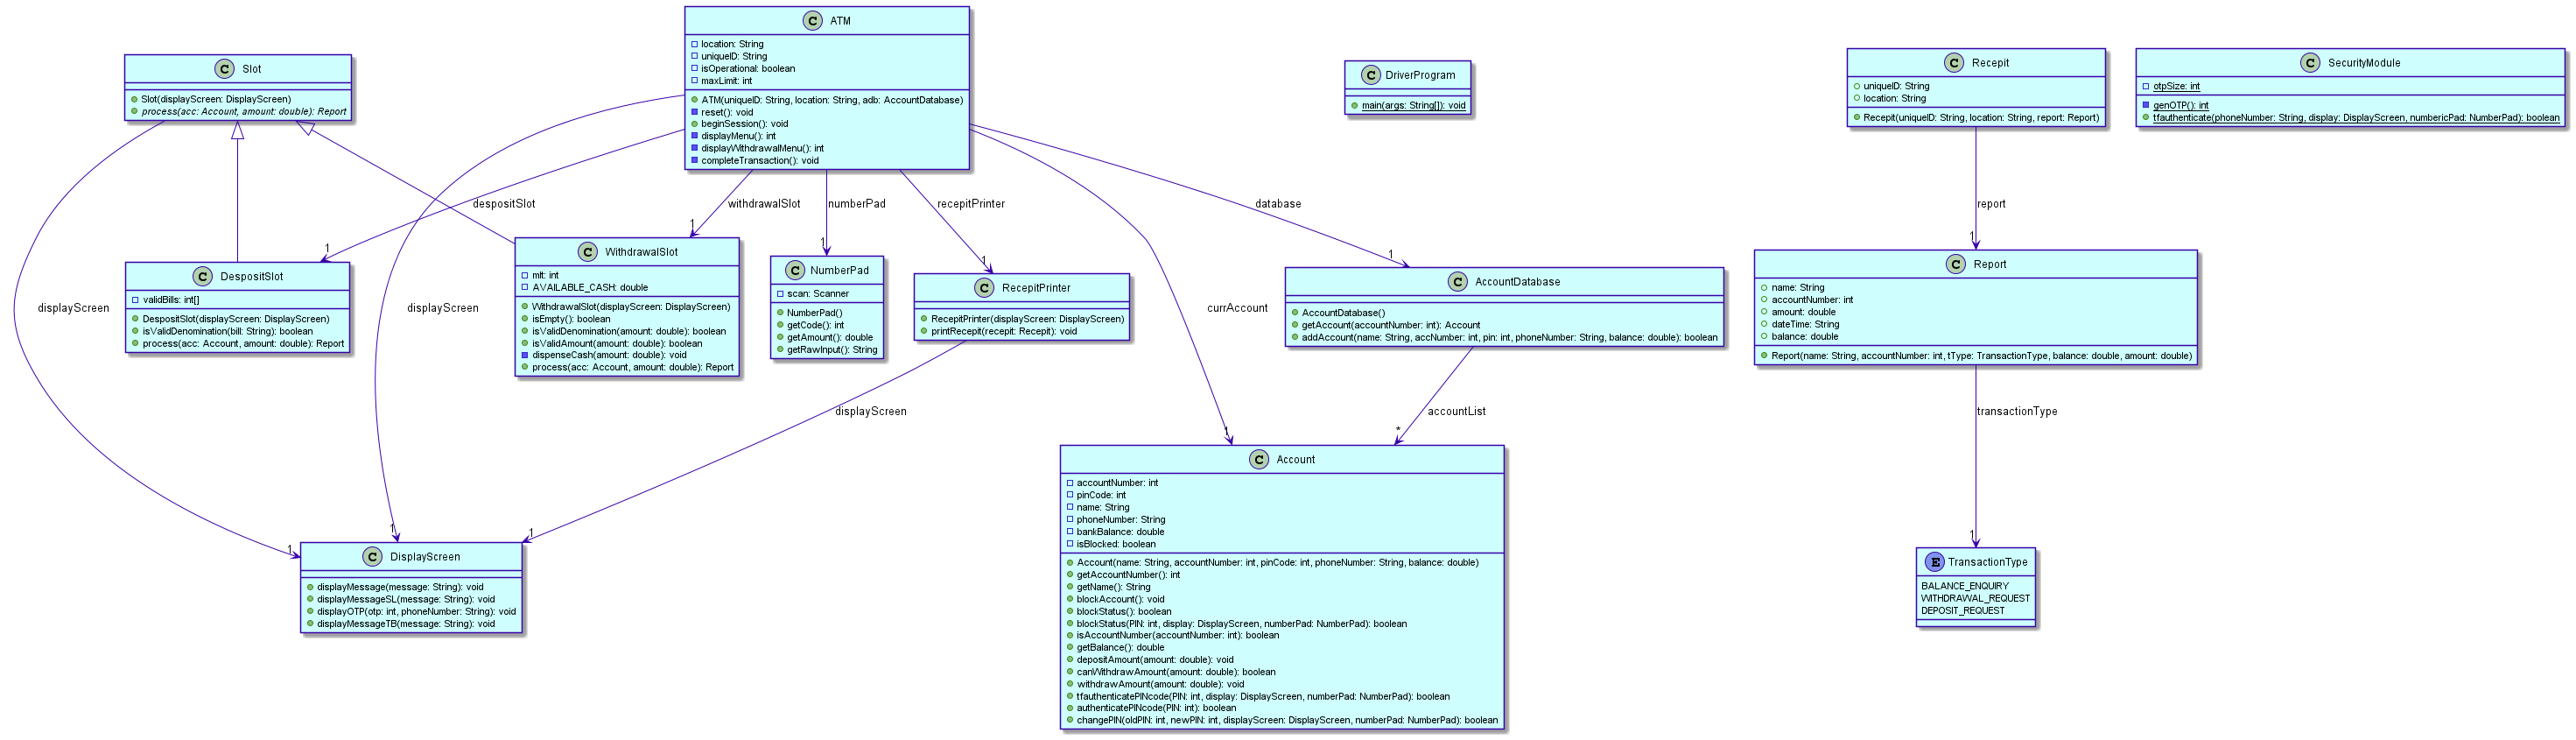 ATM
location: String
uniqueID: String
isOperational: boolean
maxLimit: int
ATM(uniqueID: String, location: String, adb: AccountDatabase)
reset(): void
beginSession(): void
displayMenu(): int
displayWithdrawalMenu(): int
completeTransaction(): void
Slot
Slot(displayScreen: DisplayScreen)
process(acc: Account, amount: double): Report
DriverProgram
main(args: String[]): void
Recepit
uniqueID: String
location: String
Recepit(uniqueID: String, location: String, report: Report)
SecurityModule
otpSize: int
genOTP(): int
tfauthenticate(phoneNumber: String, display: DisplayScreen, numbericPad: NumberPad): boolean
despositSlot
withdrawalSlot
numberPad
recepitPrinter
database
report
1
1
1
1
1
1
DespositSlot
validBills: int[]
DespositSlot(displayScreen: DisplayScreen)
isValidDenomination(bill: String): boolean
process(acc: Account, amount: double): Report
WithdrawalSlot
mlt: int
AVAILABLE_CASH: double
WithdrawalSlot(displayScreen: DisplayScreen)
isEmpty(): boolean
isValidDenomination(amount: double): boolean
isValidAmount(amount: double): boolean
dispenseCash(amount: double): void
process(acc: Account, amount: double): Report
NumberPad
scan: Scanner
NumberPad()
getCode(): int
getAmount(): double
getRawInput(): String
RecepitPrinter
RecepitPrinter(displayScreen: DisplayScreen)
printRecepit(recepit: Recepit): void
AccountDatabase
AccountDatabase()
getAccount(accountNumber: int): Account
addAccount(name: String, accNumber: int, pin: int, phoneNumber: String, balance: double): boolean
Report
name: String
accountNumber: int
amount: double
dateTime: String
balance: double
Report(name: String, accountNumber: int, tType: TransactionType, balance: double, amount: double)
displayScreen
displayScreen
currAccount
displayScreen
accountList
transactionType
1
*
1
1
1
1
DisplayScreen
displayMessage(message: String): void
displayMessageSL(message: String): void
displayOTP(otp: int, phoneNumber: String): void
displayMessageTB(message: String): void
Account
accountNumber: int
pinCode: int
name: String
phoneNumber: String
bankBalance: double
isBlocked: boolean
Account(name: String, accountNumber: int, pinCode: int, phoneNumber: String, balance: double)
getAccountNumber(): int
getName(): String
blockAccount(): void
blockStatus(): boolean
blockStatus(PIN: int, display: DisplayScreen, numberPad: NumberPad): boolean
isAccountNumber(accountNumber: int): boolean
getBalance(): double
depositAmount(amount: double): void
canWithdrawAmount(amount: double): boolean
withdrawAmount(amount: double): void
tfauthenticatePINcode(PIN: int, display: DisplayScreen, numberPad: NumberPad): boolean
authenticatePINcode(PIN: int): boolean
changePIN(oldPIN: int, newPIN: int, displayScreen: DisplayScreen, numberPad: NumberPad): boolean
TransactionType
BALANCE_ENQUIRY
WITHDRAWAL_REQUEST
DEPOSIT_REQUEST